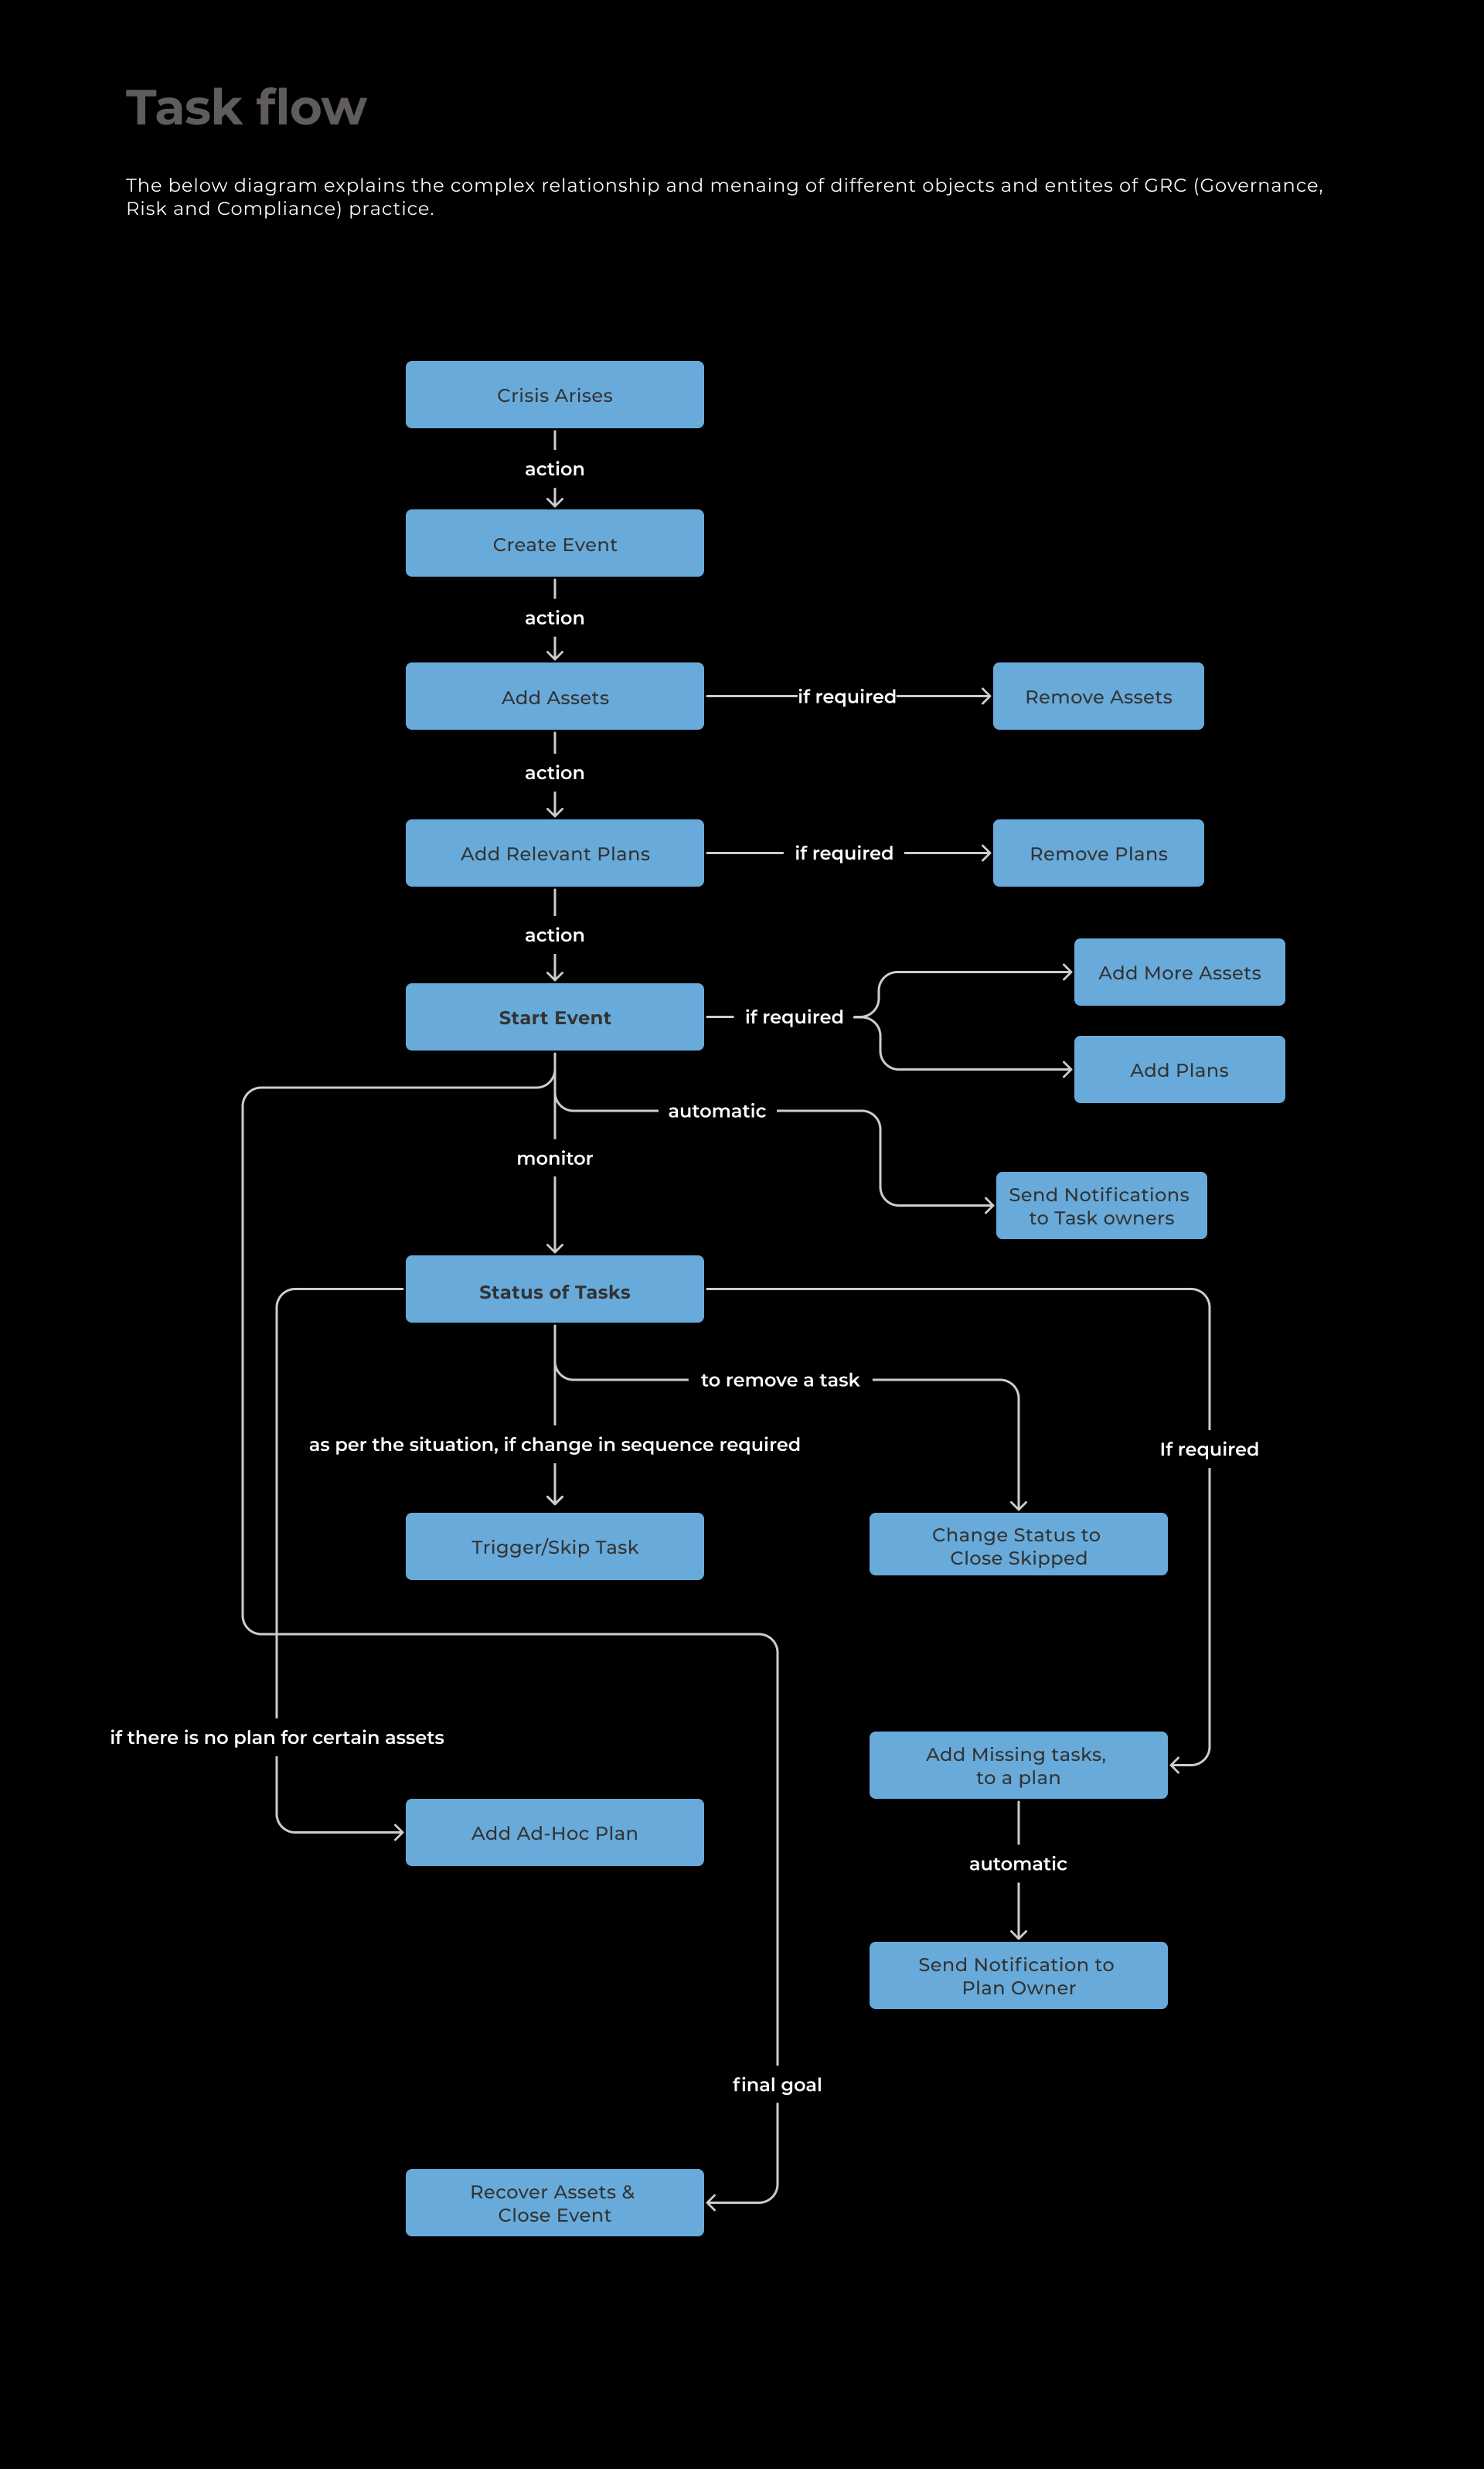 Task flow
The below diagram explains the complex relationship and menaing of different objects and entites of GRC (Governance,
Risk and Compliance) practice.
Crisis Arises
action
Create Event
action
Add Assets
if required
Remove Assets
action
Add Relevant Plans
if required
Remove Plans
action
Start Event
if required
Add More Assets
Add Plans
automatic
monitor
Send Notifications
to Task owners
Status of Tasks
to remove a task
as per the situation, if change in sequence required
If required
Trigger/Skip Task
Change Status to
Close Skipped
if there is no plan for certain assets
Add Missing tasks,
to a plan
Add Ad-Hoc Plan
automatic
Send Notification to
Plan Owner
final goal
Recover Assets &
Close Event